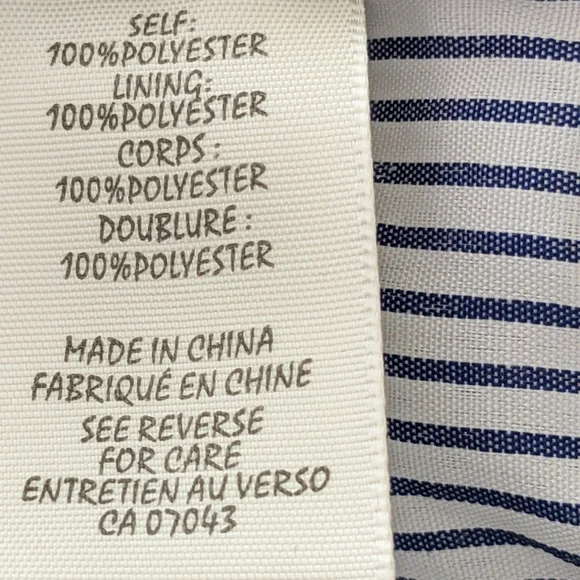 SELF:
100%POLYESTER
LINING:
100%POLYESTER
CORPS:
100%POLYESTER
DOUBLURE:
100%POLYESTER
MADE IN CHINA
FABRIQUÉ EN CHINE
SEE REVERSE
FOR CARE
ENTRETIEN AU VERSO
CA 07043